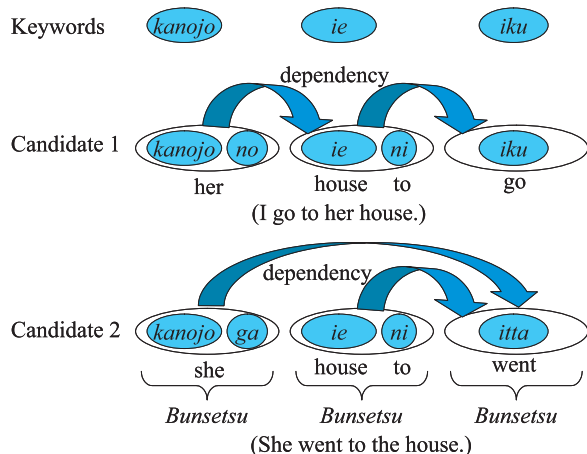 Keywords kanojo ie iku
dependency
Candidate 1 kanojo no ie ni iku
her house to go
(I go to her house.)
dependency
Candidate 2 kanojo ga ie ni itta
she house to went
Bunsetsu Bunsetsu Bunsetsu
(She went to the house.)